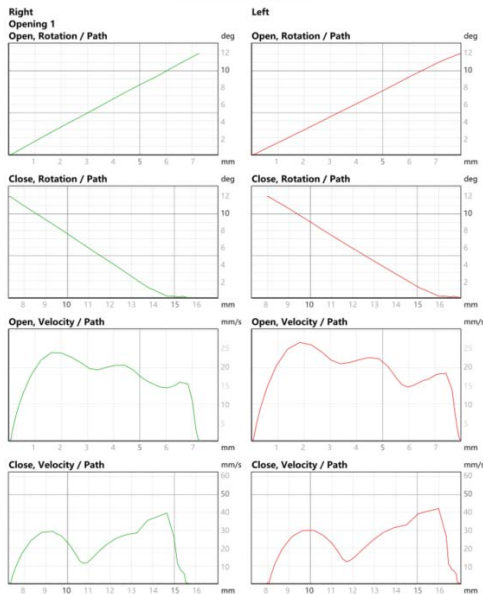 Right
Opening 1
Open, Rotation / Path deg
12
10
8
6
4
2
1 2 3 4 5 6 7 mm
Left
Open, Rotation / Path deg
12
10
8
6
4
2
1 2 3 4 5 6 7 mm
Close, Rotation / Path deg
12
10
8
6
4
2
8 9 10 11 12 13 14 15 16 mm
Close, Rotation / Path deg
12
10
8
6
4
2
8 9 10 11 12 13 14 15 16 mm
Open, Velocity / Path mm/s
25
20
15
10
5
1 2 3 4 5 6 7 mm
Open, Velocity / Path mm/s
25
20
15
10
5
1 2 3 4 5 6 7 mm
Close, Velocity / Path mm/s
60
50
40
30
20
10
8 9 10 11 12 13 14 15 16 mm
Close, Velocity / Path mm/s
60
50
40
30
20
10
8 9 10 11 12 13 14 15 16 mm